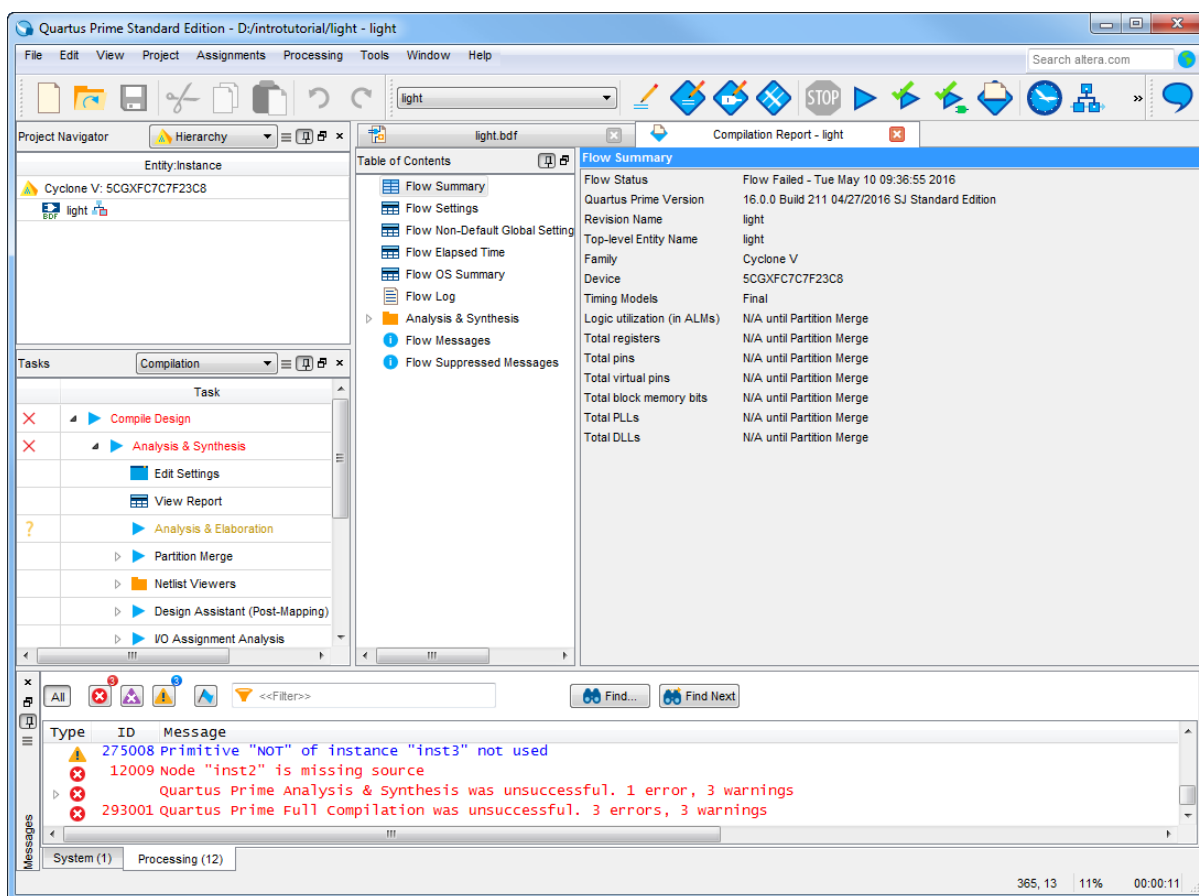 Quartus Prime Standard Edition - D:/introtutorial/light - light
File Edit View Project Assignments Processing Tools Window Help
Search altera.com
light
STOP
»
Project Navigator
Hierarchy
Entity:Instance
Cyclone V: 5CGXFC7C7F23C8
BDF light
Tasks
Compilation
Task
Compile Design
Analysis & Synthesis
Edit Settings
View Report
? Analysis & Elaboration
Partition Merge
Netlist Viewers
Design Assistant (Post-Mapping)
I/O Assignment Analysis
light.bdf
Compilation Report - light
Table of Contents
Flow Summary
Flow Settings
Flow Non-Default Global Setting
Flow Elapsed Time
Flow OS Summary
Flow Log
Analysis & Synthesis
Flow Messages
Flow Suppressed Messages
Flow Summary
Flow Status Flow Failed - Tue May 10 09:36:55 2016
Quartus Prime Version 16.0.0 Build 211 04/27/2016 SJ Standard Edition
Revision Name light
Top-level Entity Name light
Family Cyclone V
Device 5CGXFC7C7F23C8
Timing Models Final
Logic utilization (in ALMs) N/A until Partition Merge
Total registers N/A until Partition Merge
Total pins N/A until Partition Merge
Total virtual pins N/A until Partition Merge
Total block memory bits N/A until Partition Merge
Total PLLs N/A until Partition Merge
Total DLLs N/A until Partition Merge
All
3
3
<<Filter>>
Find...
Find Next
Type ID Message
275008 Primitive "NOT" of instance "inst3" not used
12009 Node "inst2" is missing source
Quartus Prime Analysis & Synthesis was unsuccessful. 1 error, 3 warnings
293001 Quartus Prime Full Compilation was unsuccessful. 3 errors, 3 warnings
Messages
System (1)
Processing (12)
365, 13 11% 00:00:11